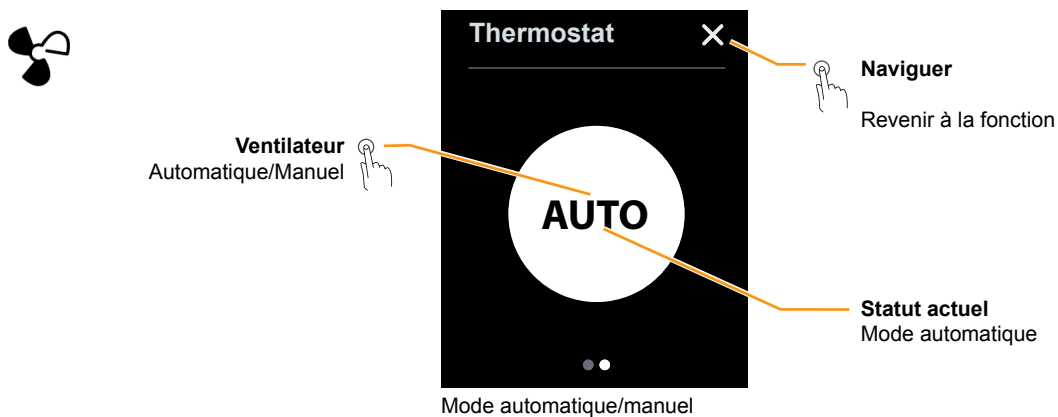 Thermostat
Naviguer
Revenir à la fonction
Ventilateur
Automatique/Manuel
AUTO
Statut actuel
Mode automatique
Mode automatique/manuel